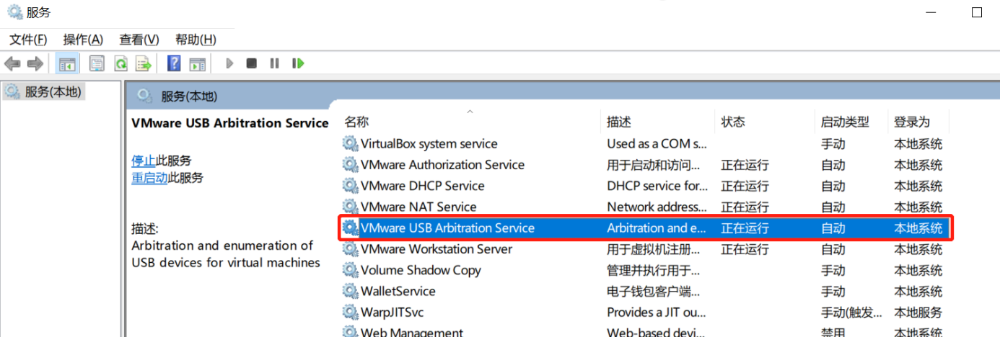 服务
文件(F) 操作(A) 查看(V) 帮助(H)
服务(本地)
服务(本地)
VMware USB Arbitration Service
停止此服务
重启动此服务
描述:
Arbitration and enumeration of
USB devices for virtual machines
名称 描述 状态 启动类型 登录为
VirtualBox system service Used as a COM s... 手动 本地系统
VMware Authorization Service 用于启动和访问... 正在运行 自动 本地系统
VMware DHCP Service DHCP service for... 正在运行 自动 本地系统
VMware NAT Service Network address... 正在运行 自动 本地系统
VMware USB Arbitration Service Arbitration and e... 正在运行 自动 本地系统
VMware Workstation Server 用于虚拟机注册... 正在运行 自动 本地系统
Volume Shadow Copy 管理并执行用于... 手动 本地系统
WalletService 电子钱包客户端... 手动 本地系统
WarpJITSvc Provides a JIT ou... 手动(触发... 本地服务
Web Management Web-based devi... 禁用 本地系统